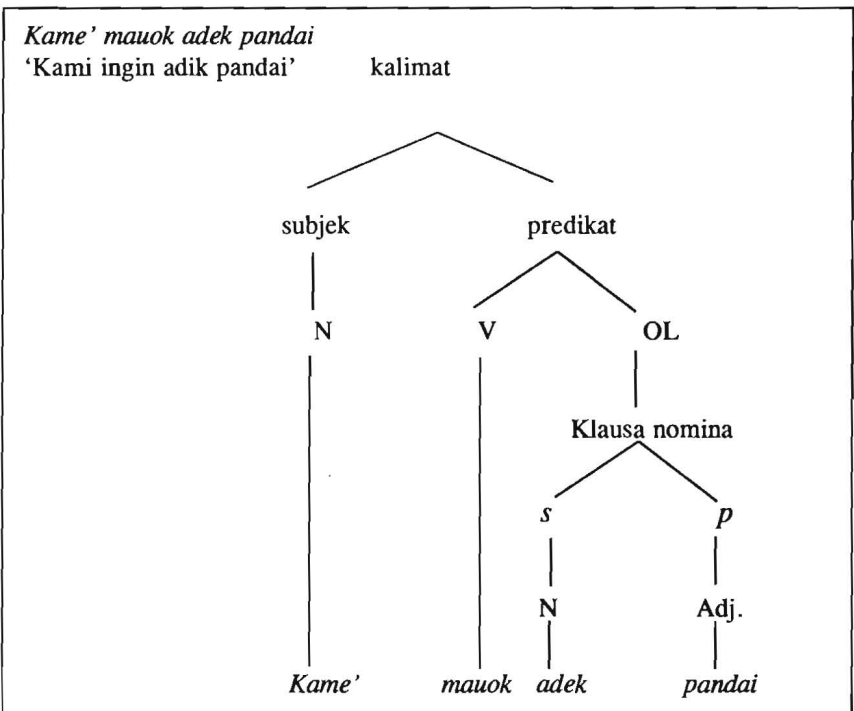 Kame’ mauok adek pandai
‘Kami ingin adik pandai’ kalimat
subjek predikat
N V OL
Klausa nomina
s p
N Adj.
Kame’ mauok adek pandai